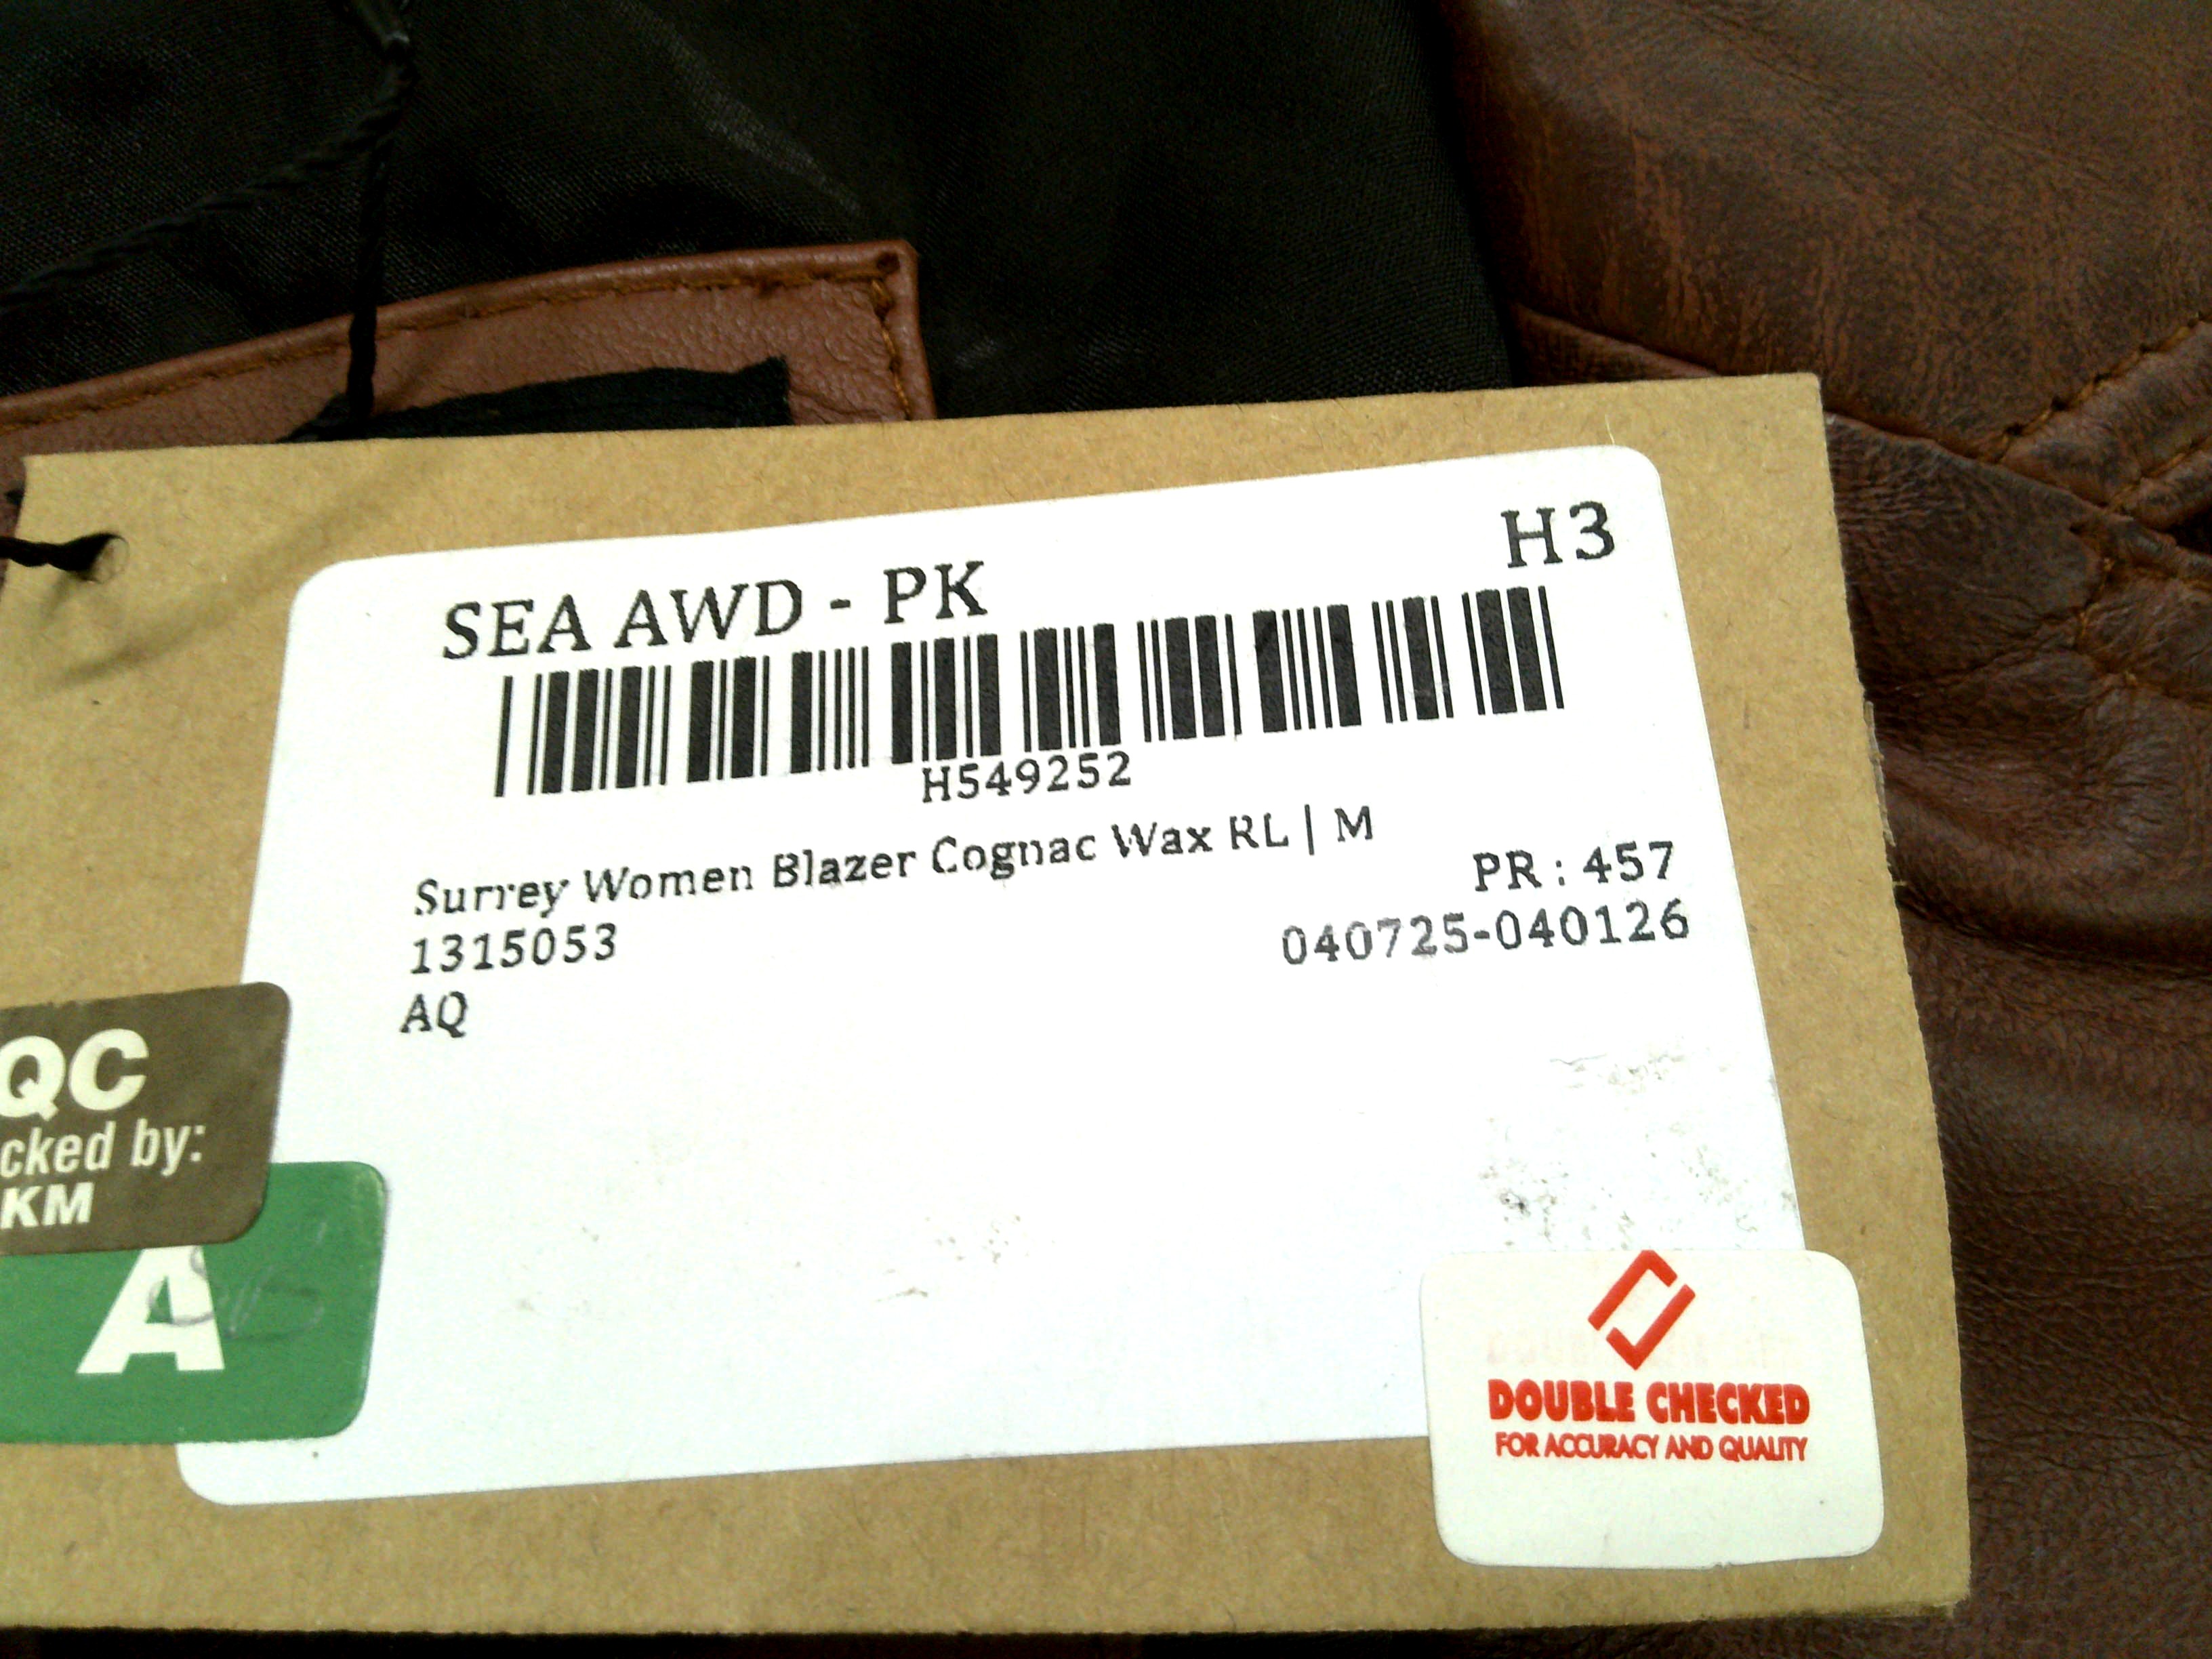 SEA AWD - PK
H3
H549252
Surrey Women Blazer Cognac Wax RL | M
PR : 457
1315053
040725-040126
AQ
QC
cked by:
KM
A
DOUBLE CHECKED
FOR ACCURACY AND QUALITY